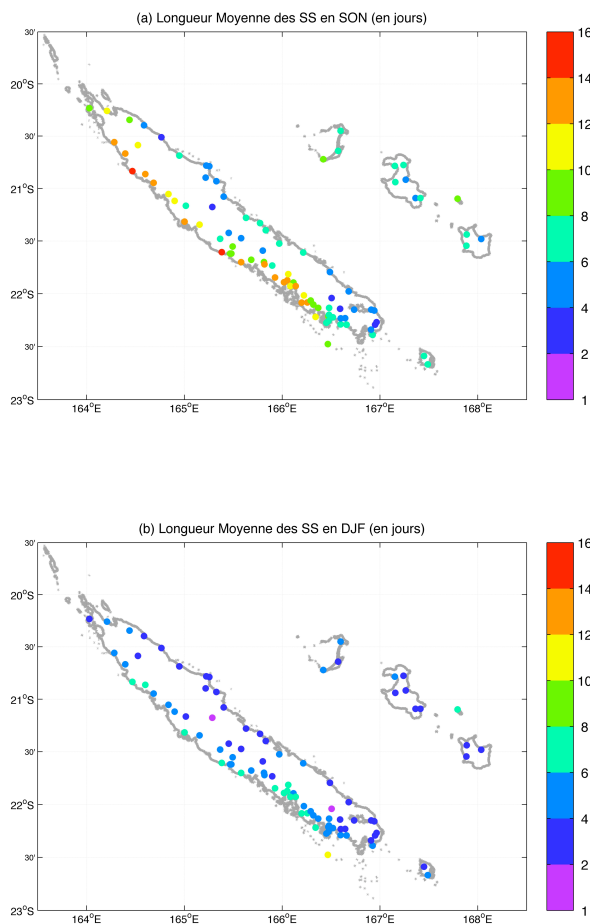 (a) Longueur Moyenne des SS en SON (en jours)
30'
20°S
30'
21°S
30'
22°S
30'
23°S
164°E 165°E 166°E 167°E 168°E
16
14
12
10
8
6
4
2
1
(b) Longueur Moyenne des SS en DJF (en jours)
30'
20°S
30'
21°S
30'
22°S
30'
23°S
164°E 165°E 166°E 167°E 168°E
16
14
12
10
8
6
4
2
1